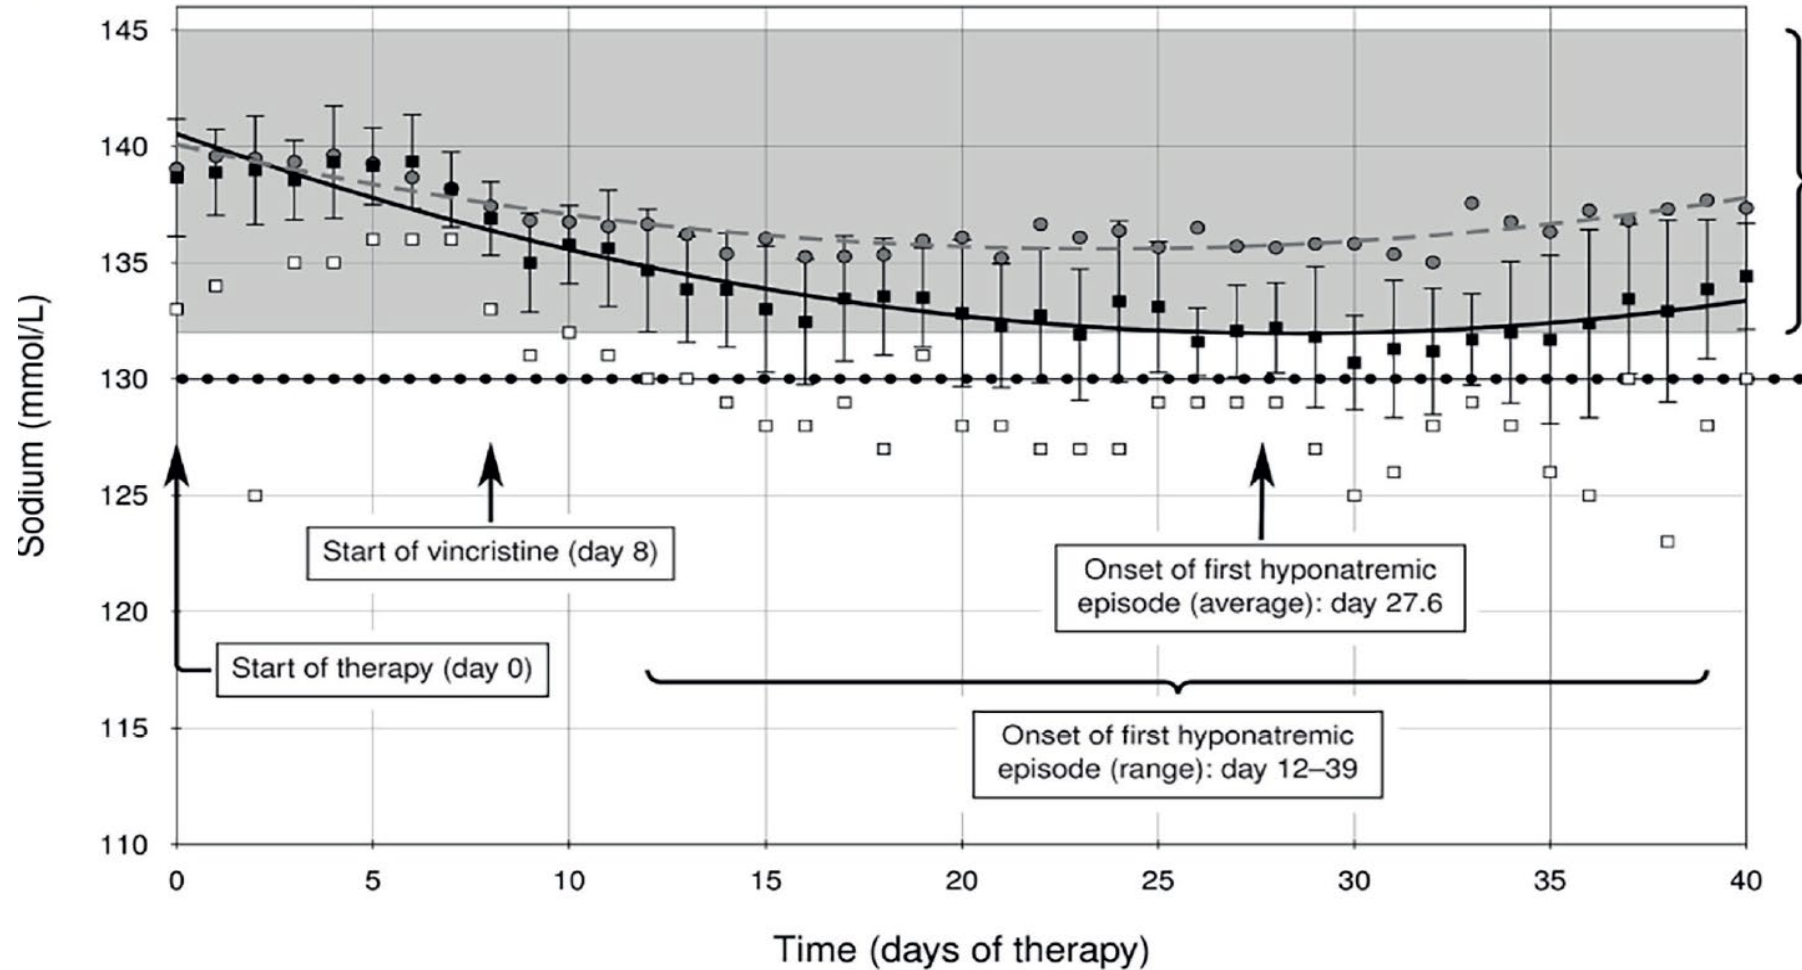 145
140
135
130
125
120
115
110
Sodium (mmol/L)
Start of vincristine (day 8)
Onset of first hyponatremic
episode (average): day 27.6
Start of therapy (day 0)
Onset of first hyponatremic
episode (range): day 12–39
0 5 10 15 20 25 30 35 40
Time (days of therapy)